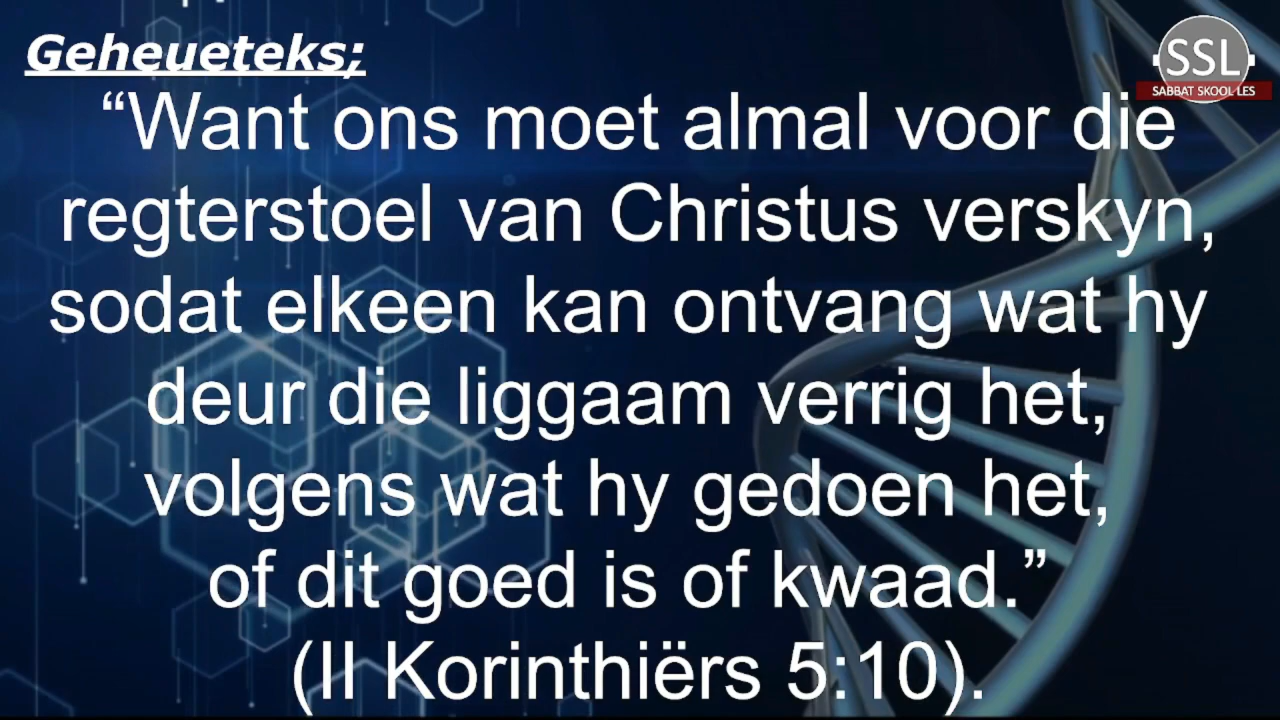 Geheueteks;
SSL
SABBAT SKOOL LES
“Want ons moet almal voor die
regterstoel van Christus verskyn,
sodat elkeen kan ontvang wat hy
deur die liggaam verrig het,
volgens wat hy gedoen het,
of dit goed is of kwaad.”
(II Korinthiërs 5:10).